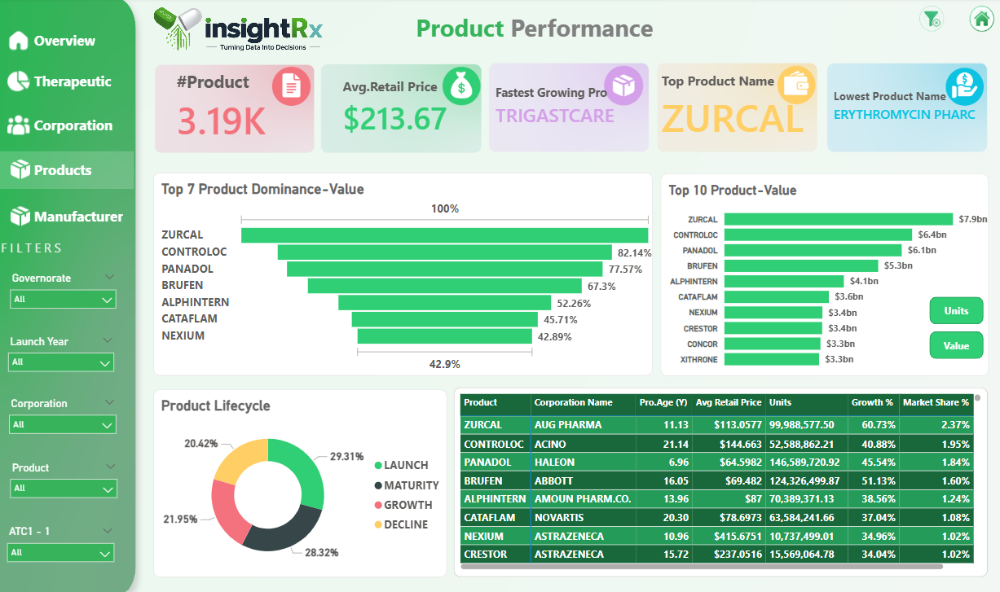 Overview
Therapeutic
Corporation
Products
Manufacturer
FILTERS
Governorate
All
Launch Year
All
Corporation
All
Product
All
ATC1 - 1
All
insightRx
Turning Data Into Decisions
Product Performance
#Product
3.19K
Avg.Retail Price
$213.67
Fastest Growing Pro
TRIGASTCARE
Top Product Name
ZURCAL
Lowest Product Name
ERYTHROMYCIN PHARC
Top 7 Product Dominance-Value
100%
ZURCAL
CONTROLOC 82.14%
PANADOL 77.57%
BRUFEN 67.3%
ALPHINTERN 52.26%
CATAFLAM 45.71%
NEXIUM 42.89%
42.9%
Top 10 Product-Value
ZURCAL $7.9bn
CONTROLOC $6.4bn
PANADOL $6.1bn
BRUFEN $5.3bn
ALPHINTERN $4.1bn
CATAFLAM $3.6bn
NEXIUM $3.4bn
CRESTOR $3.4bn
CONCOR $3.3bn
XITHRONE $3.3bn
Units
Value
Product Lifecycle
20.42%
29.31%
21.95%
28.32%
LAUNCH
MATURITY
GROWTH
DECLINE
Product Corporation Name Pro.Age (Y) Avg Retail Price Units Growth % Market Share %
ZURCAL AUG PHARMA 11.13 $113.0577 99,988,577.50 60.73% 2.37%
CONTROLOC ACINO 21.14 $144.663 52,588,862.21 40.88% 1.95%
PANADOL HALEON 6.96 $64.5982 146,589,720.92 45.54% 1.84%
BRUFEN ABBOTT 16.05 $69.482 124,326,499.87 51.13% 1.60%
ALPHINTERN AMOUN PHARM.CO. 13.96 $87 70,389,371.13 38.56% 1.24%
CATAFLAM NOVARTIS 20.30 $78.6973 63,584,241.66 37.04% 1.08%
NEXIUM ASTRAZENECA 10.96 $415.6751 10,737,499.01 34.96% 1.02%
CRESTOR ASTRAZENECA 15.72 $237.0516 15,569,064.78 34.04% 1.02%